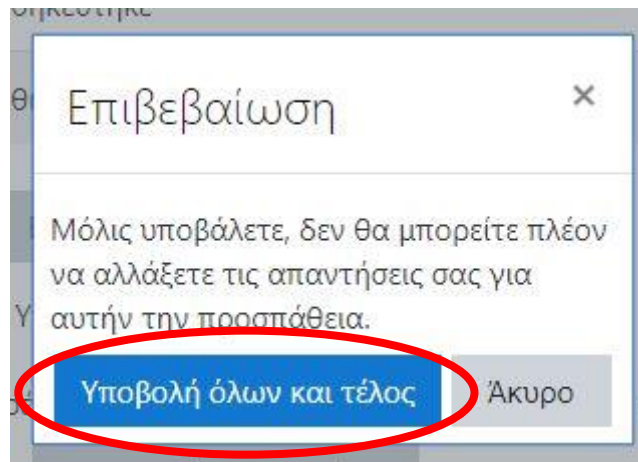 Επιβεβαίωση ×
Μόλις υποβάλετε, δεν θα μπορείτε πλέον
να αλλάξετε τις απαντήσεις σας για
αυτήν την προσπάθεια.
Υποβολή όλων και τέλος Άκυρο